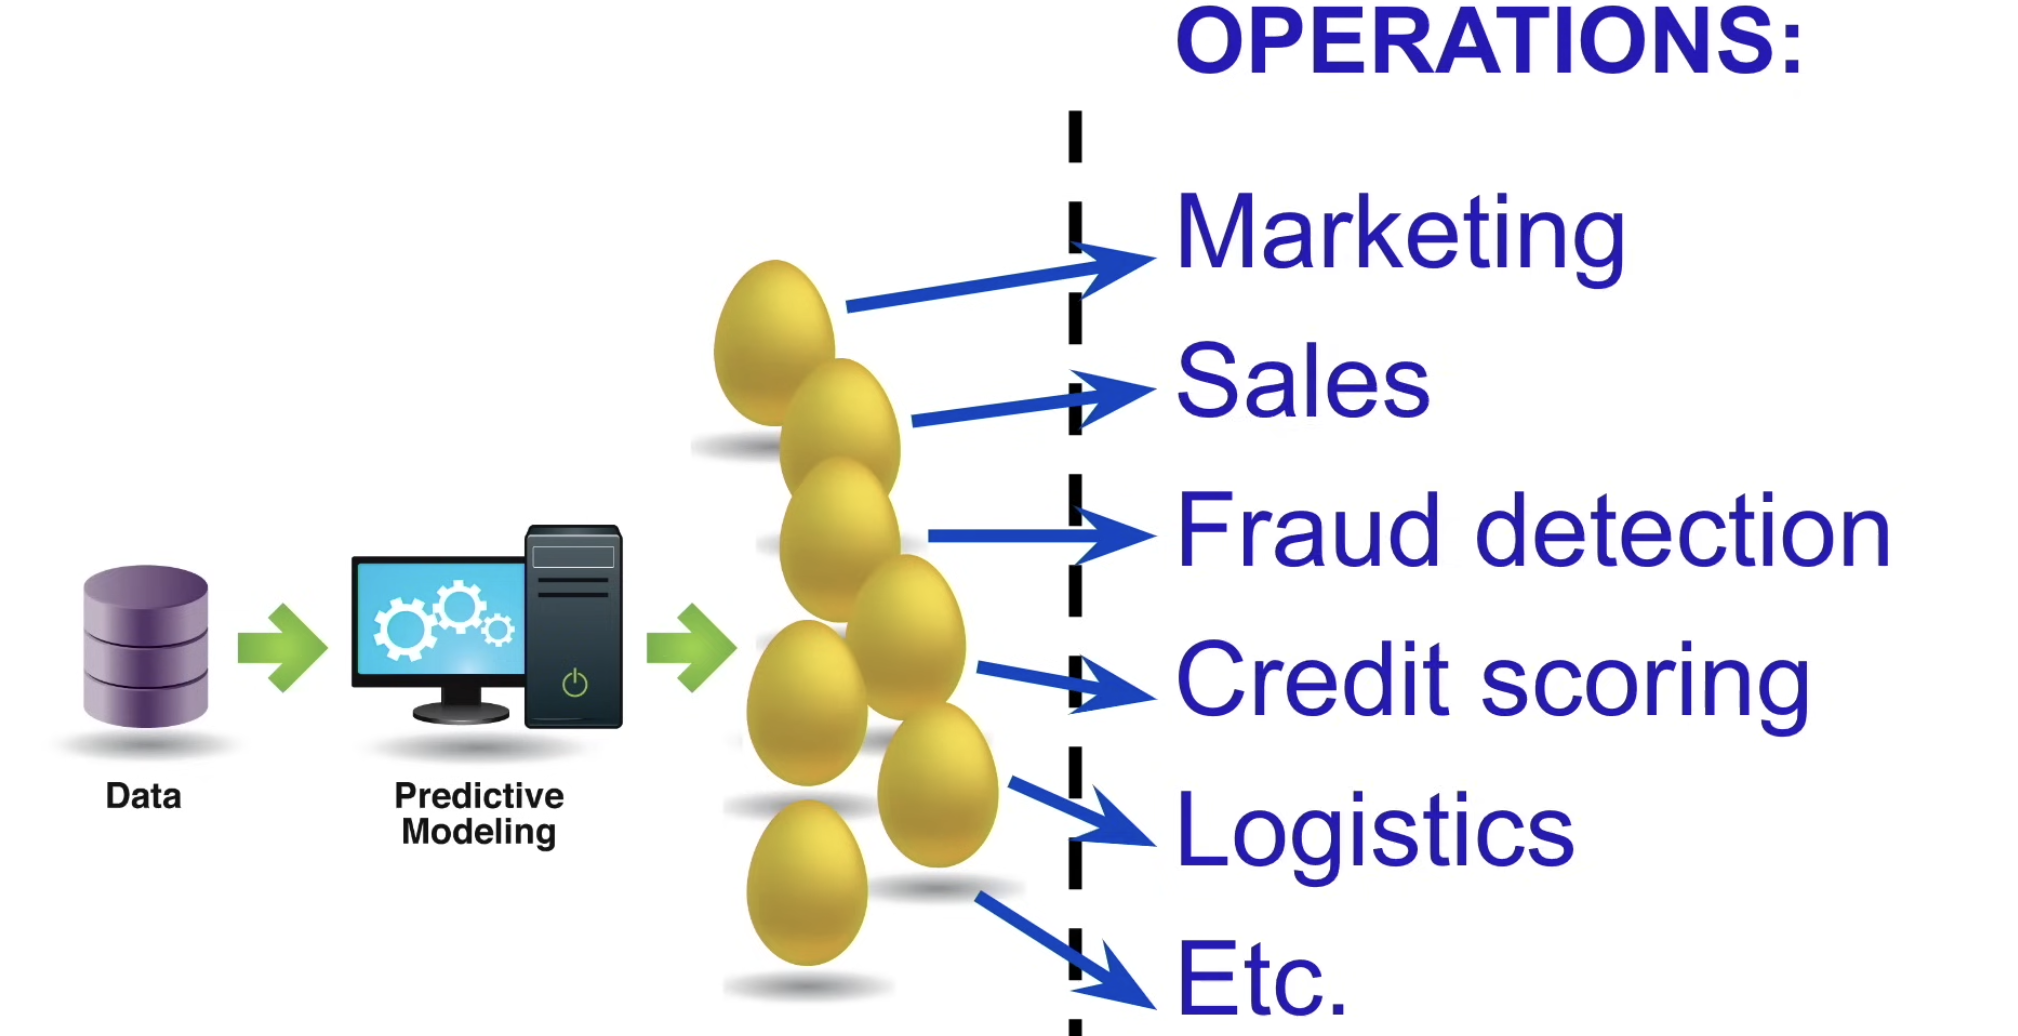 OPERATIONS:
Marketing
Sales
Fraud detection
Credit scoring
Logistics
Etc.
Data
Predictive
Modeling